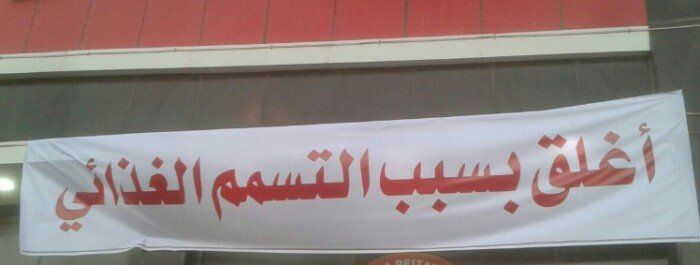 أغلق بسبب التسمم الغذائي